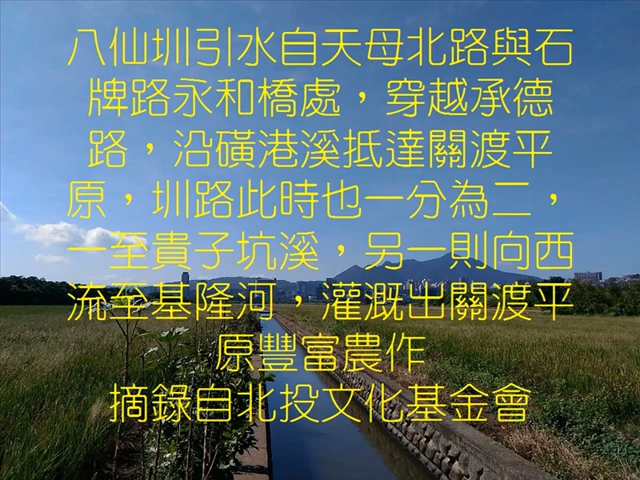 八仙圳引水自天母北路與石
牌路永和橋處，穿越承德
路，沿磺港溪抵達關渡平
原，圳路此時也一分為二，
一至貴子坑溪，另一則向西
流至基隆河，灌溉出關渡平
原豐富農作
摘錄自北投文化基金會